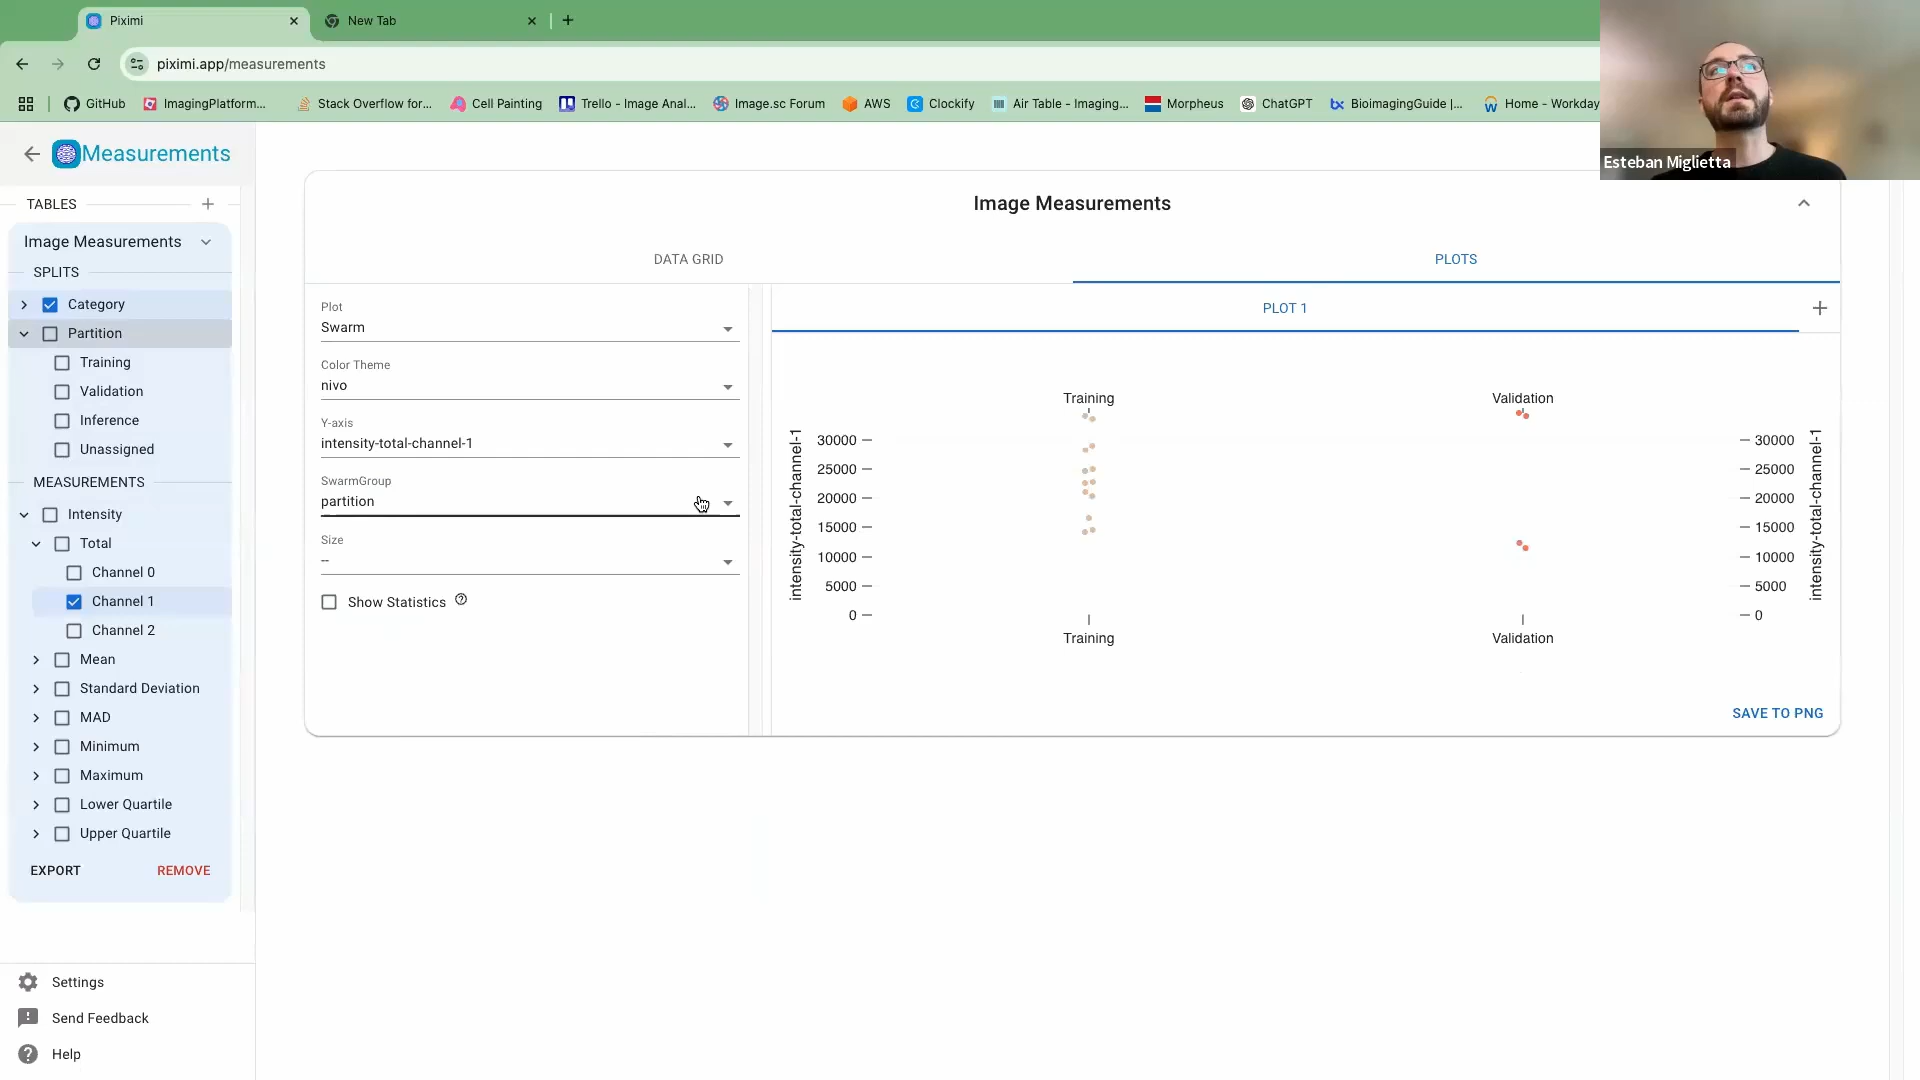 Piximi
New Tab
piximi.app/measurements
GitHub
ImagingPlatform...
Stack Overflow for...
Cell Painting
Trello - Image Anal...
Image.sc Forum
AWS
Clockify
Air Table - Imaging...
Morpheus
ChatGPT
BioimagingGuide |...
Home - Workday
Esteban Miglietta
Measurements
TABLES
Image Measurements
SPLITS
Category
Partition
Training
Validation
Inference
Unassigned
MEASUREMENTS
Intensity
Total
Channel 0
Channel 1
Channel 2
Mean
Standard Deviation
MAD
Minimum
Maximum
Lower Quartile
Upper Quartile
EXPORT
REMOVE
Settings
Send Feedback
Help
Image Measurements
DATA GRID
PLOTS
Plot
Swarm
Color Theme
nivo
Y-axis
intensity-total-channel-1
SwarmGroup
partition
Size
--
Show Statistics
PLOT 1
Training
Validation
intensity-total-channel-1
30000
25000
20000
15000
10000
5000
0
30000
25000
20000
15000
10000
5000
0
intensity-total-channel-1
Training
Validation
SAVE TO PNG